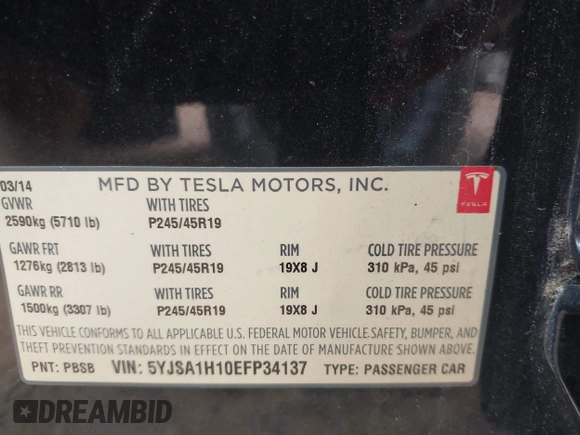 03/14 MFD BY TESLA MOTORS, INC.
GVWR WITH TIRES
2590kg (5710 lb) P245/45R19
TESLA
GAWR FRT WITH TIRES RIM COLD TIRE PRESSURE
1276kg (2813 lb) P245/45R19 19X8 J 310 kPa, 45 psi
GAWR RR WITH TIRES RIM COLD TIRE PRESSURE
1500kg (3307 lb) P245/45R19 19X8 J 310 kPa, 45 psi
THIS VEHICLE CONFORMS TO ALL APPLICABLE U.S. FEDERAL MOTOR VEHICLE SAFETY, BUMPER, AND
THEFT PREVENTION STANDARDS IN EFFECT ON THE DATE OF MANUFACTURE SHOWN ABOVE.
PNT: PBSB VIN: 5YJSA1H10EFP34137 TYPE: PASSENGER CAR
DREAMBID